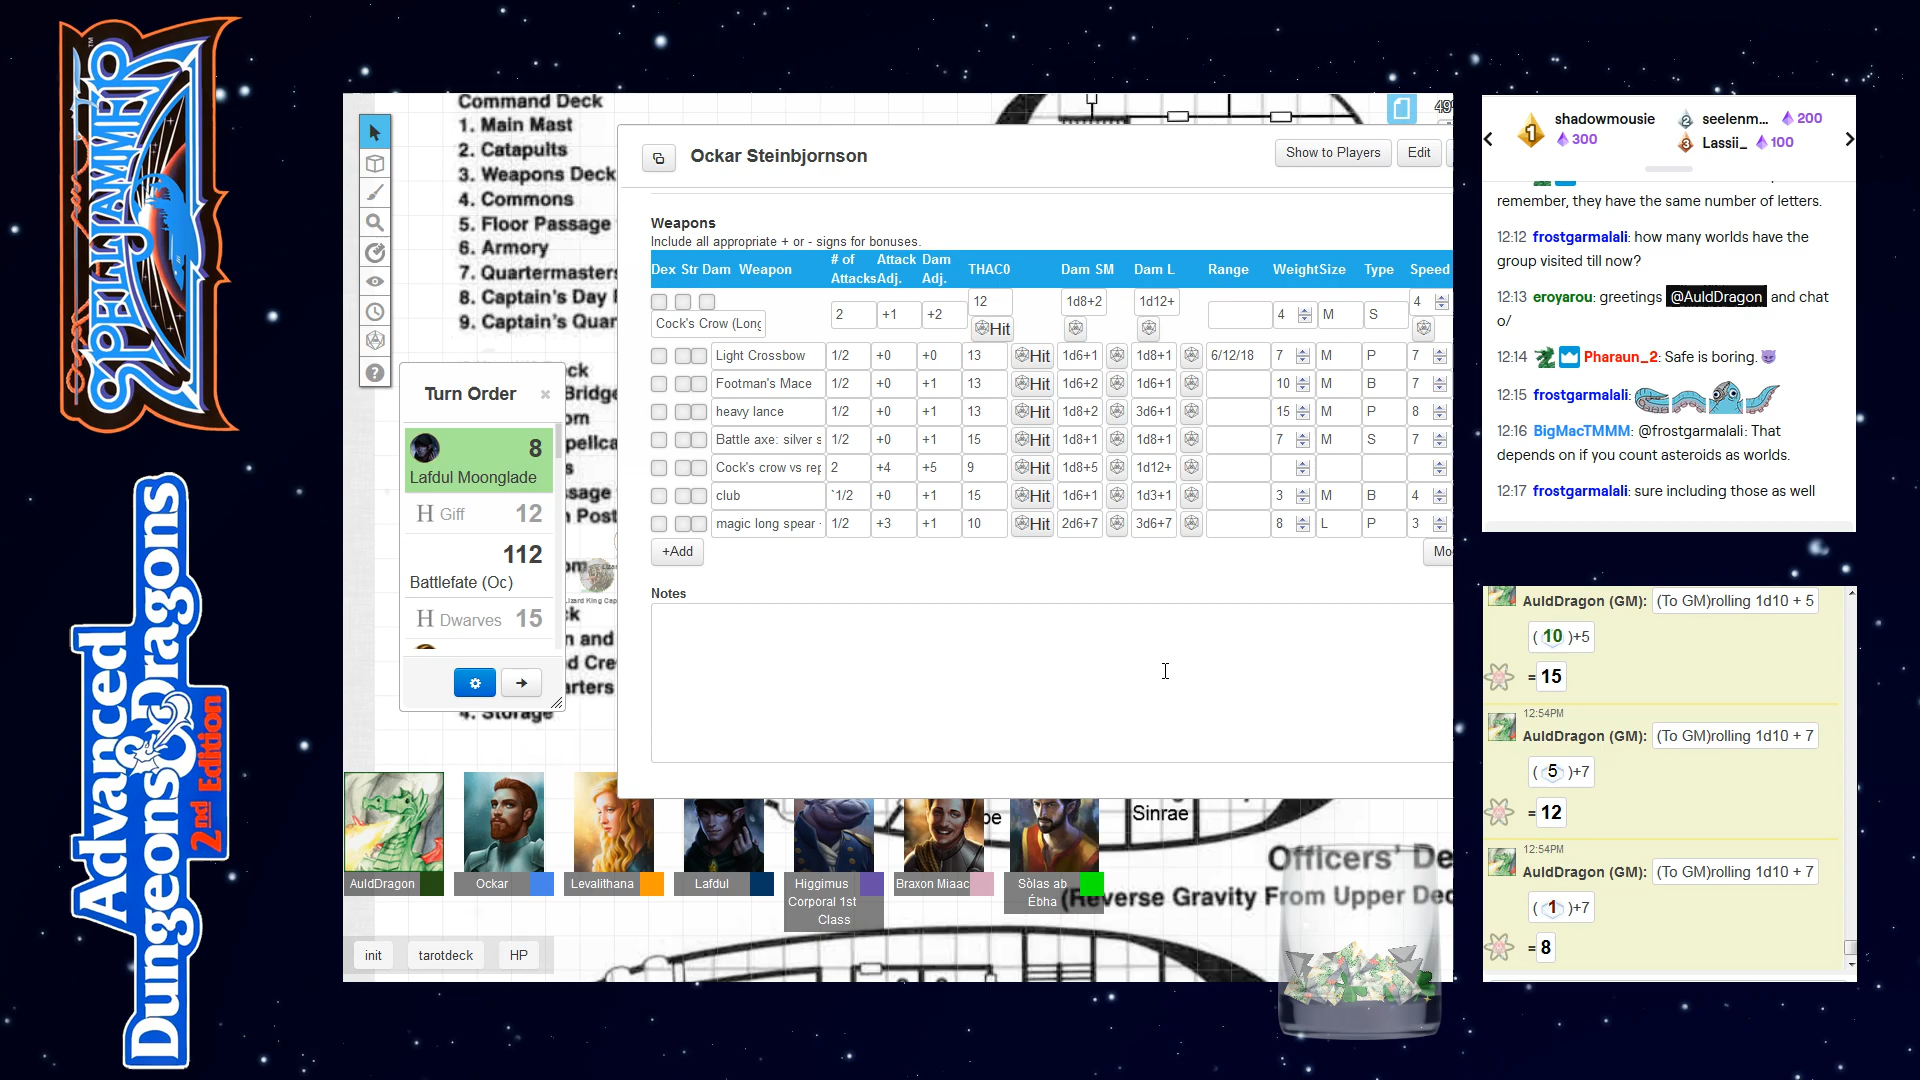 SPELLJAMMER
TM
Advanced
Dungeons & Dragons
2nd Edition
Command Deck
1. Main Mast
2. Catapults
3. Weapons Deck
4. Commons
5. Floor Passage
6. Armory
7. Quartermasters
8. Captain's Day
9. Captain's Quar
Turn Order
×
8
Lafdul Moonglade
H Giff 12
112
Battlefate (Oc)
H Dwarves 15
4. Storage
Ockar Steinbjornson
Show to Players
Edit
Weapons
Include all appropriate + or - signs for bonuses.
Dex Str Dam Weapon # of Attacks Attack Adj. Dam Adj. THAC0 Dam SM Dam L Range Weight Size Type Speed
Cock's Crow (Long 2 +1 +2 12 Hit 1d8+2 1d12+ 4 M S 4
Light Crossbow 1/2 +0 +0 13 Hit 1d6+1 1d8+1 6/12/18 7 M P 7
Footman's Mace 1/2 +0 +1 13 Hit 1d6+2 1d6+1 10 M B 7
heavy lance 1/2 +0 +1 13 Hit 1d8+2 3d6+1 15 M P 8
Battle axe: silver s 1/2 +0 +1 15 Hit 1d8+1 1d8+1 7 M S 7
Cock's crow vs rep 2 +4 +5 9 Hit 1d8+5 1d12+
club `1/2 +0 +1 15 Hit 1d6+1 1d3+1 3 M B 4
magic long spear 1/2 +3 +1 10 Hit 2d6+7 3d6+7 8 L P 3
+Add
Mo
Notes
Sinrae
Officers' De
(Reverse Gravity From Upper Dec
AuldDragon
Ockar
Levalithana
Lafdul
Higgimus
Corporal 1st
Class
Braxon Miaac
Sòlas ab
Ébha
init
tarotdeck
HP
1 shadowmousie
300
2 seelenm... 200
3 Lassii_ 100
remember, they have the same number of letters.
12:12 frostgarmalali: how many worlds have the
group visited till now?
12:13 eroyarou: greetings @AuldDragon and chat
o/
12:14 Pharaun_2: Safe is boring.
12:15 frostgarmalali:
12:16 BigMacTMMM: @frostgarmalali: That
depends on if you count asteroids as worlds.
12:17 frostgarmalali: sure including those as well
AuldDragon (GM): (To GM)rolling 1d10 + 5
(10)+5
=15
12:54PM
AuldDragon (GM): (To GM)rolling 1d10 + 7
(5)+7
=12
12:54PM
AuldDragon (GM): (To GM)rolling 1d10 + 7
(1)+7
=8